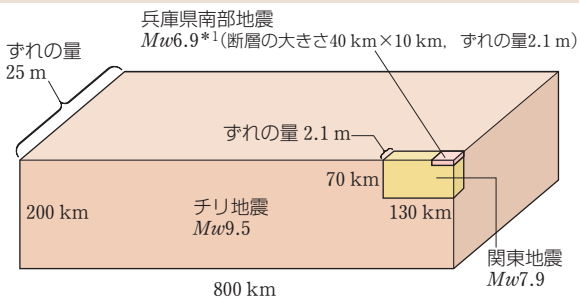 兵庫県南部地震
Mw6.9*1(断層の大きさ40 km×10 km, ずれの量2.1 m)
ずれの量
25 m
ずれの量 2.1 m
70 km
200 km
チリ地震
Mw9.5
130 km
関東地震
Mw7.9
800 km